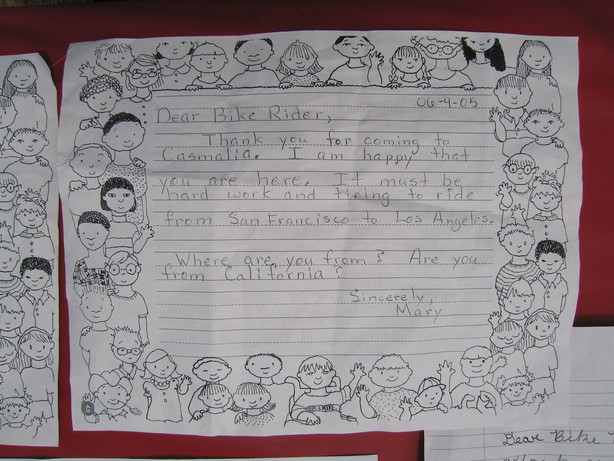 06-9-05
Dear Bike Rider,
Thank you for coming to
Casmalia. I am happy that
you are here. It must be
hard work and tiring to ride
from San Francisco to Los Angeles.
Where are you from? Are you
from California?
Sincerely,
Mary
Dear Bike